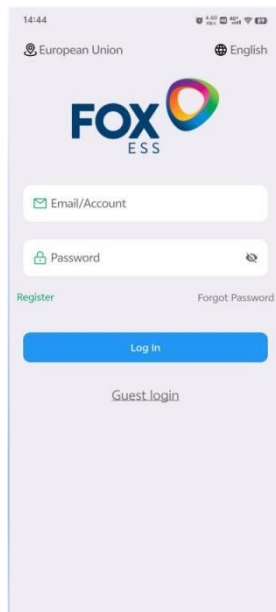 14:44
European Union
English
FOX
ESS
Email/Account
Password
Register
Forgot Password
Log In
Guest login